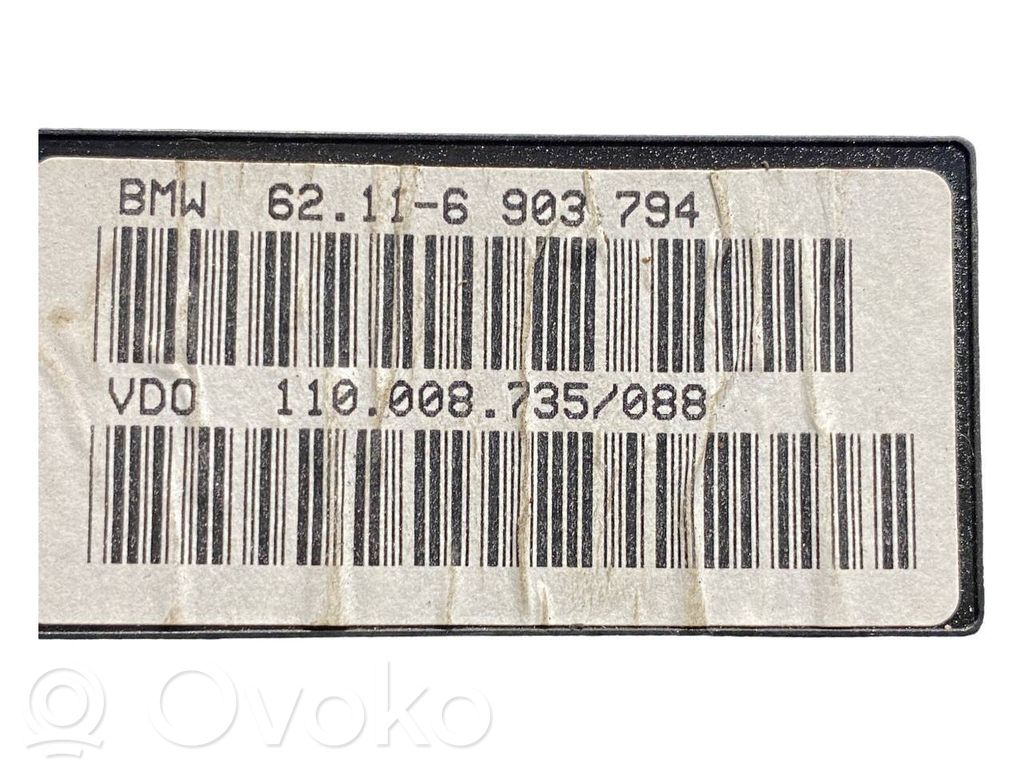 BMW 62.11-6 903 794
VDO 110.008.735/088
Ovoko